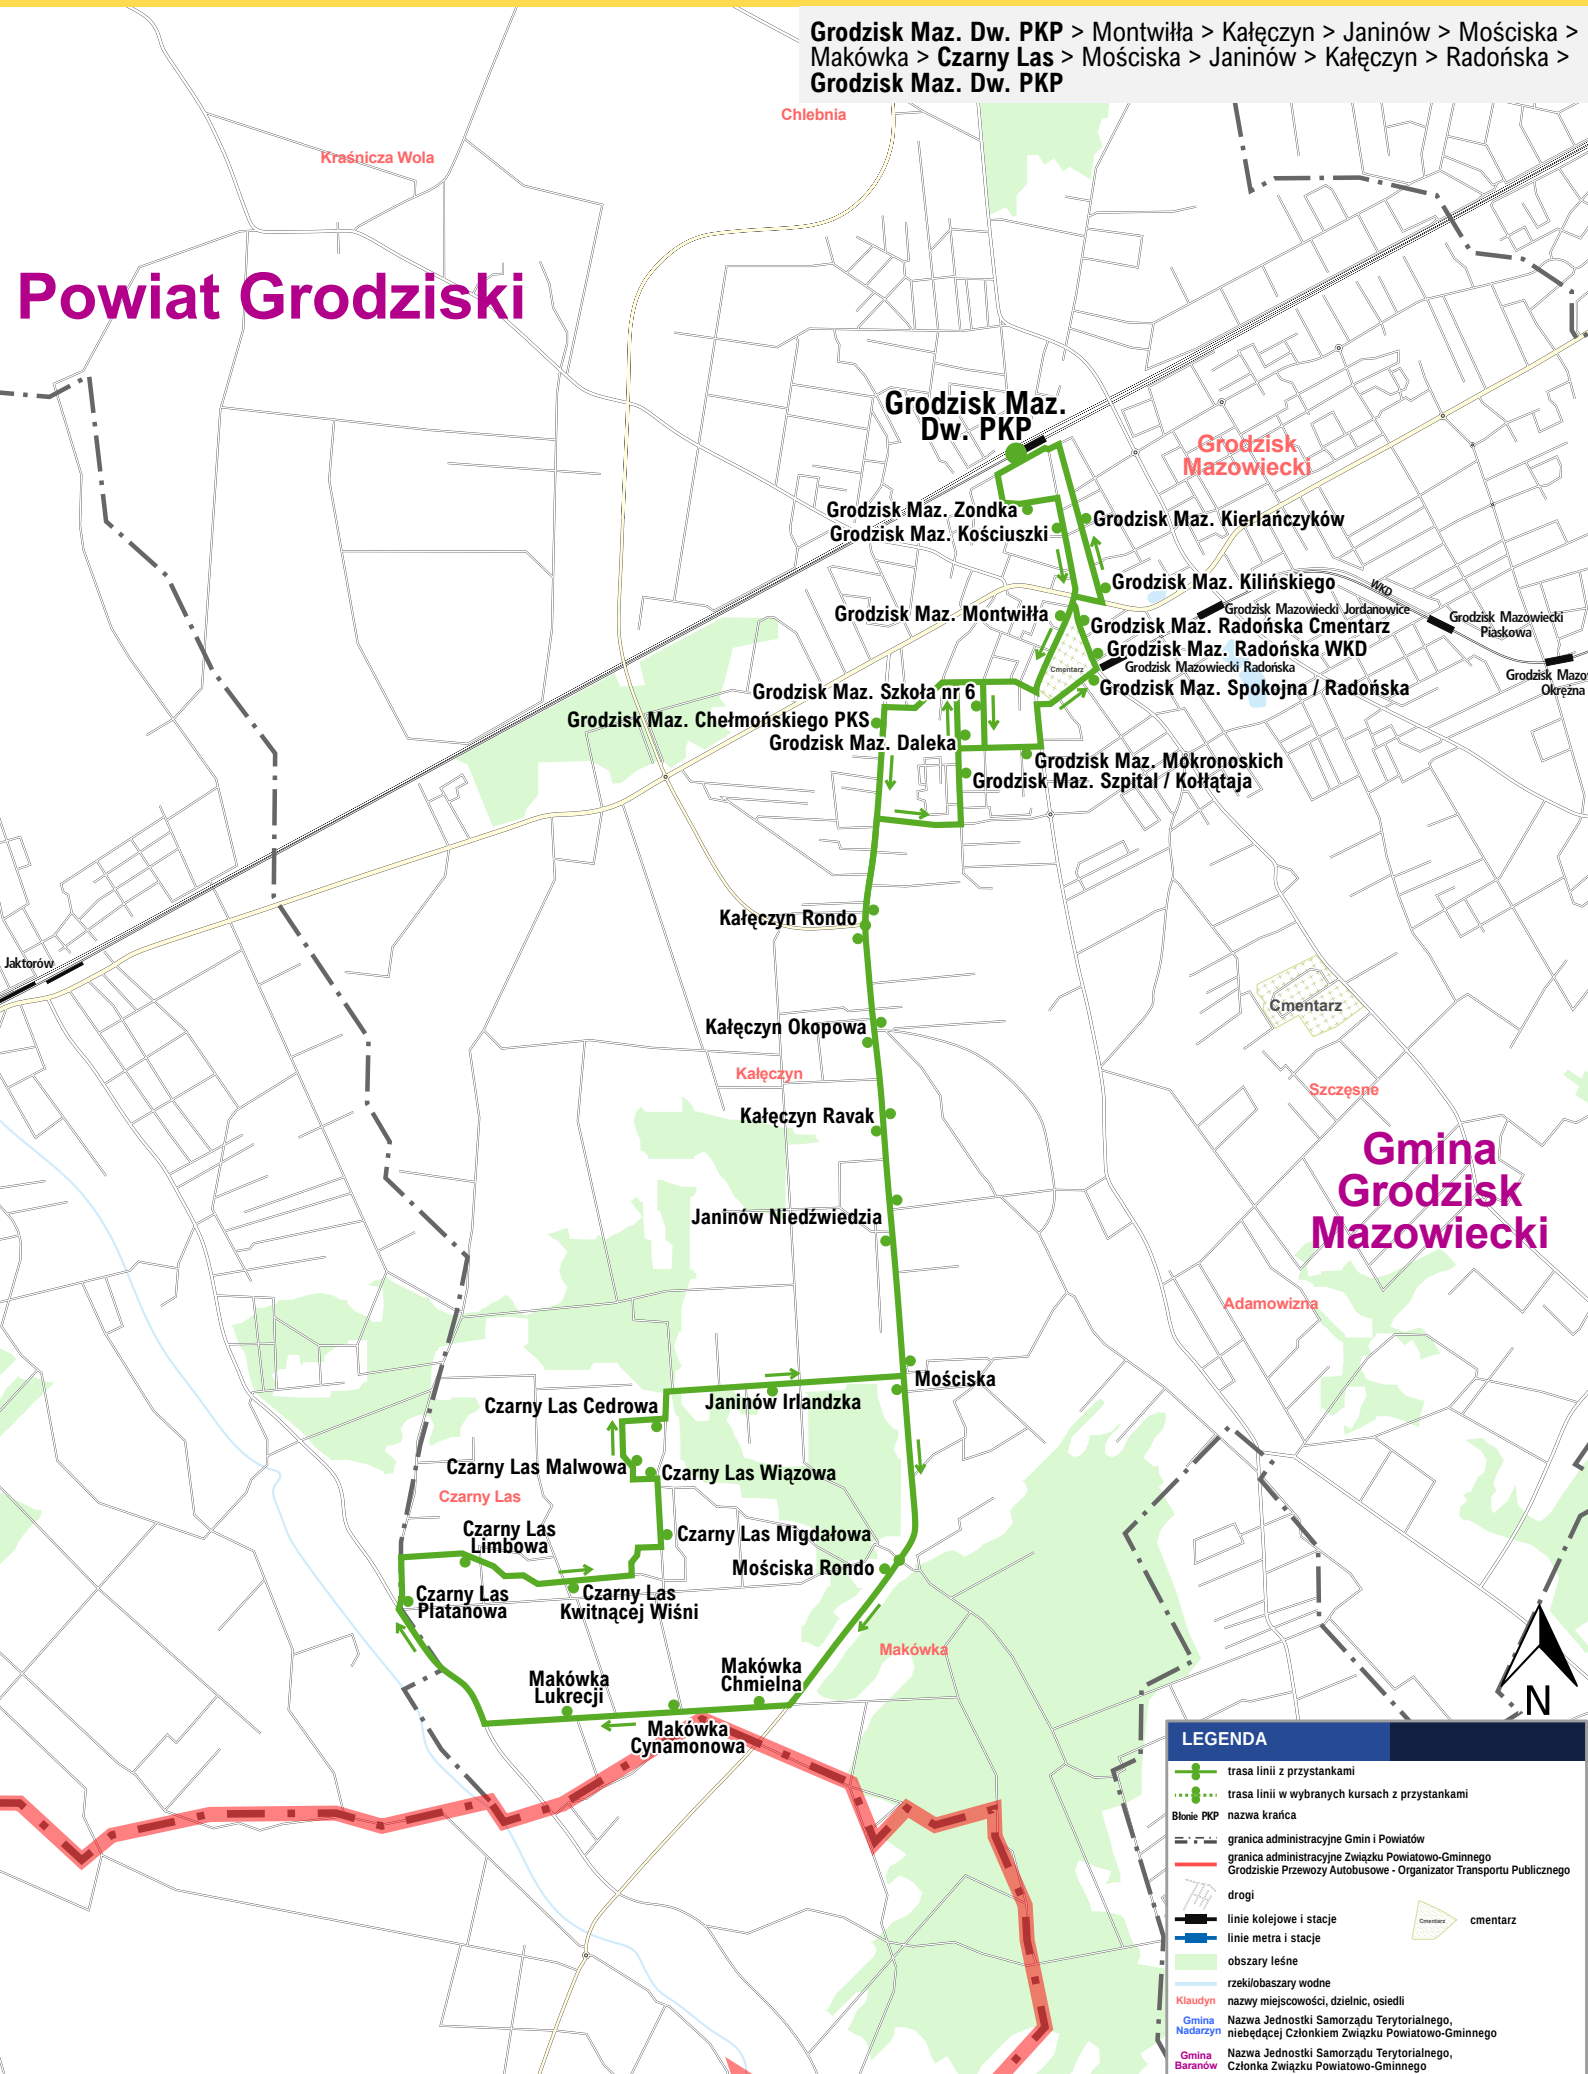 Grodzisk Maz. Dw. PKP > Montwiłła > Kałęczyn > Janinów > Mościska >
Makówka > Czarny Las > Mościska > Janinów > Kałęczyn > Radońska >
Grodzisk Maz. Dw. PKP
Chlebnia
Kraśnicza Wola
Powiat Grodziski
Grodzisk Maz.
Dw. PKP
Grodzisk
Mazowiecki
Grodzisk Maz. Zondka
Grodzisk Maz. Kierlańczyków
Grodzisk Maz. Kościuszki
Grodzisk Maz. Kilińskiego
WKD
Grodzisk Mazowiecki Jordanowice
Grodzisk Maz. Montwiłła
Grodzisk Maz. Radońska Cmentarz
Grodzisk Mazowiecki
Piaskowa
Grodzisk Maz. Radońska WKD
Cmentarz
Grodzisk Mazowiecki Radońska
Grodzisk Mazo
Okrężna
Grodzisk Maz. Spokojna / Radońska
Grodzisk Maz. Szkoła nr 6
Grodzisk Maz. Chełmońskiego PKS
Grodzisk Maz. Daleka
Grodzisk Maz. Mokronoskich
Grodzisk Maz. Szpital / Kołłątaja
Kałęczyn Rondo
Jaktorów
Cmentarz
Kałęczyn Okopowa
Kałęczyn
Szczęsne
Kałęczyn Ravak
Gmina
Grodzisk
Mazowiecki
Janinów Niedźwiedzia
Adamowizna
Mościska
Janinów Irlandzka
Czarny Las Cedrowa
Czarny Las Malwowa
Czarny Las Wiązowa
Czarny Las
Czarny Las
Limbowa
Czarny Las Migdałowa
Mościska Rondo
Czarny Las
Platanowa
Czarny Las
Kwitnącej Wiśni
Makówka
Makówka
Chmielna
Makówka
Lukrecji
Makówka
Cynamonowa
N
LEGENDA
trasa linii z przystankami
trasa linii w wybranych kursach z przystankami
Błonie PKP nazwa krańca
granica administracyjne Gmin i Powiatów
granica administracyjne Związku Powiatowo-Gminnego
Grodziskie Przewozy Autobusowe - Organizator Transportu Publicznego
drogi
linie kolejowe i stacje
Cmentarz cmentarz
linie metra i stacje
obszary leśne
rzeki/obaszary wodne
Klaudyn nazwy miejscowości, dzielnic, osiedli
Gmina
Nadarzyn
Nazwa Jednostki Samorządu Terytorialnego,
niebędącej Członkiem Związku Powiatowo-Gminnego
Gmina
Baranów
Nazwa Jednostki Samorządu Terytorialnego,
Członka Związku Powiatowo-Gminnego